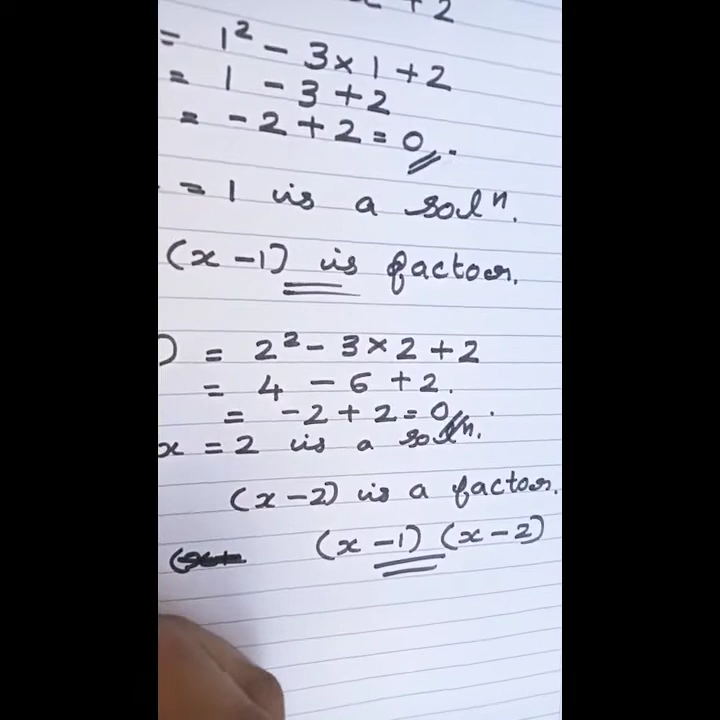 + 2
= 1² - 3 × 1 + 2
= 1 - 3 + 2
= - 2 + 2 = 0 .
= 1 is a solⁿ.
(x - 1) is factor.
) = 2² - 3 × 2 + 2
= 4 - 6 + 2.
= - 2 + 2 = 0 .
x = 2 is a solⁿ.
(x - 2) is a factor.
(x - 1) (x - 2)